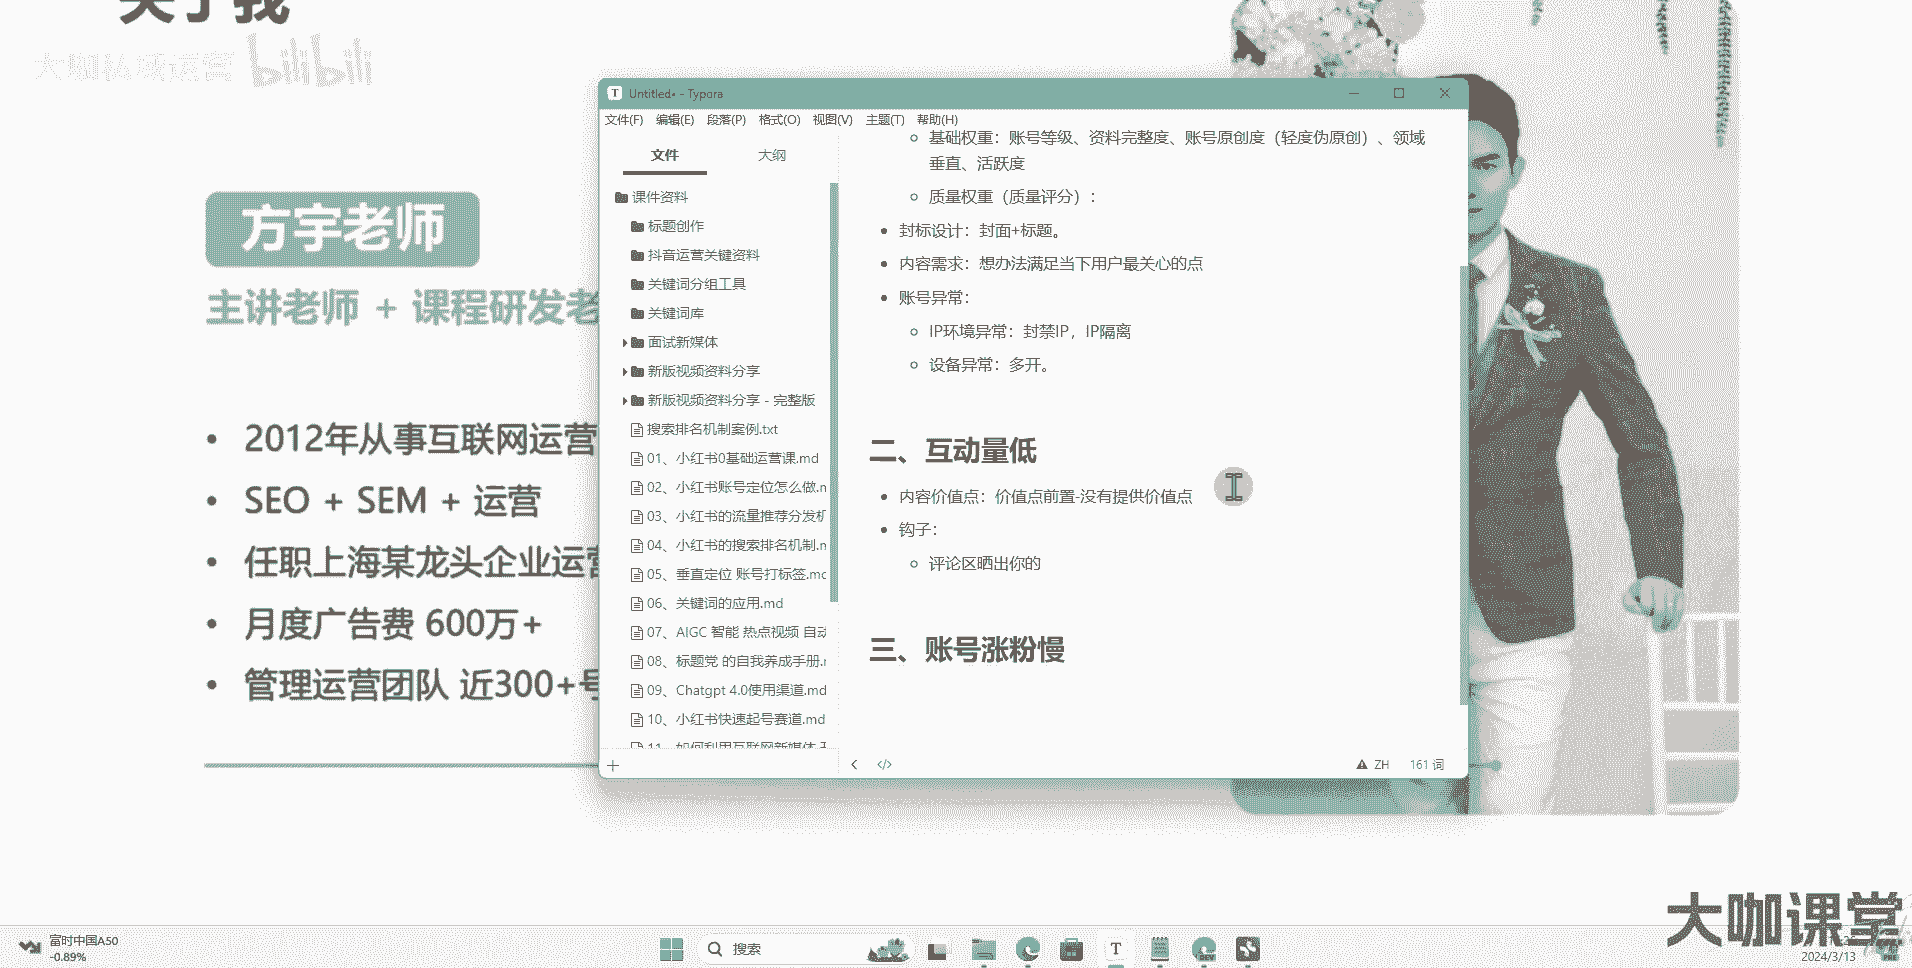 关于我
大咖私域运营 bilibili
方宇老师
主讲老师 + 课程研发老
2012年从事互联网运营
SEO + SEM + 运营
任职上海某龙头企业运营
月度广告费 600万+
管理运营团队 近300+号
Untitled• - Typora
文件(F) 编辑(E) 段落(P) 格式(O) 视图(V) 主题(T) 帮助(H)
文件 大纲
课件资料
标题创作
抖音运营关键资料
关键词分组工具
关键词库
面试新媒体
新版视频资料分享
新版视频资料分享 - 完整版
搜索排名机制案例.txt
01、小红书0基础运营课.md
02、小红书账号定位怎么做.m
03、小红书的流量推荐分发机
04、小红书的搜索排名机制.m
05、垂直定位 账号打标签.mc
06、关键词的应用.md
07、AIGC 智能 热点视频 自动
08、标题党 的自我养成手册.r
09、Chatgpt 4.0使用渠道.md
10、小红书快速起号赛道.md
11、如何利用互联网新媒体
基础权重：账号等级、资料完整度、账号原创度（轻度伪原创）、领域
垂直、活跃度
质量权重（质量评分）：
封标设计：封面+标题。
内容需求：想办法满足当下用户最关心的点
账号异常：
IP环境异常：封禁IP，IP隔离
设备异常：多开。
二、互动量低
内容价值点：价值点前置-没有提供价值点
钩子：
评论区晒出你的
三、账号涨粉慢
ZH 161 词
大咖课堂
富时中国A50
-0.89%
搜索
2024/3/13